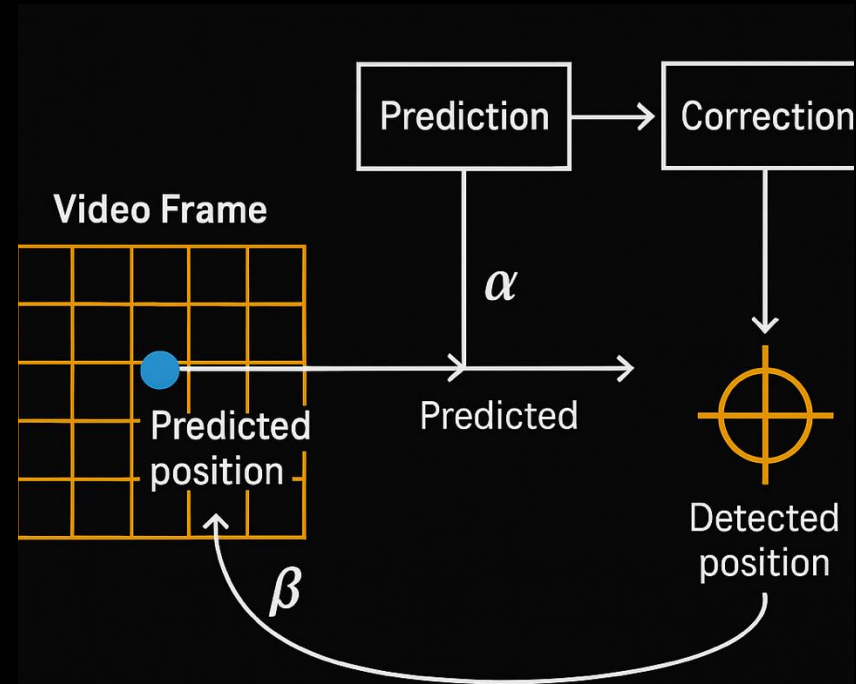 Prediction
Correction
Video Frame
α
Predicted
position
Predicted
Detected
position
β